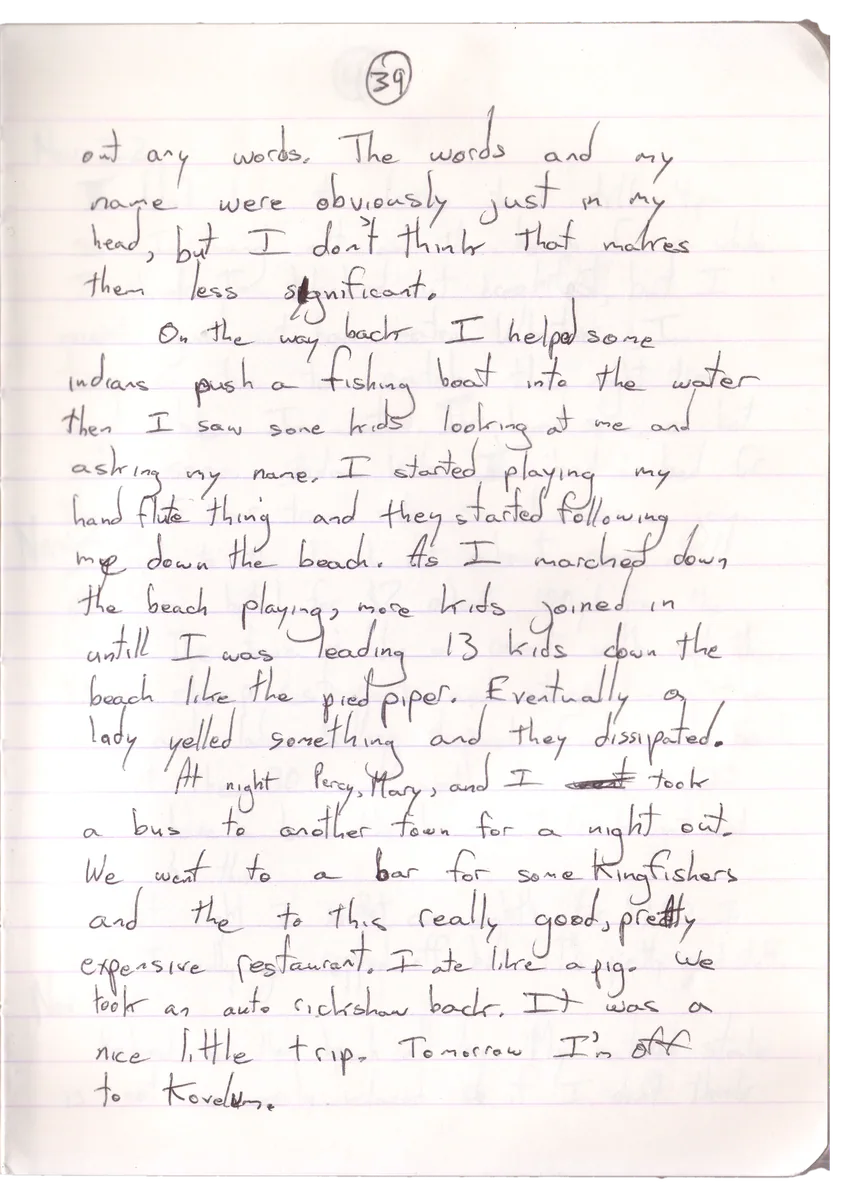 39
out any words. The words and my
name were obviously just in my
head, but I don't think that makes
them less significant.
On the way back I helped some
indians push a fishing boat into the water
then I saw some kids looking at me and
asking my name. I started playing my
hand flute thing and they started following
me down the beach. As I marched down
the beach playing, more kids joined in
untill I was leading 13 kids down the
beach like the pied piper. Eventually a
lady yelled something and they dissipated.
At night Percy, Mary, and I took
a bus to another town for a night out.
We went to a bar for some Kingfishers
and the to this really good, pretty
expensive restaurant. I ate like a pig. We
took an auto rickshaw back. It was a
nice little trip. Tomorrow I'm off
to Kovelum.